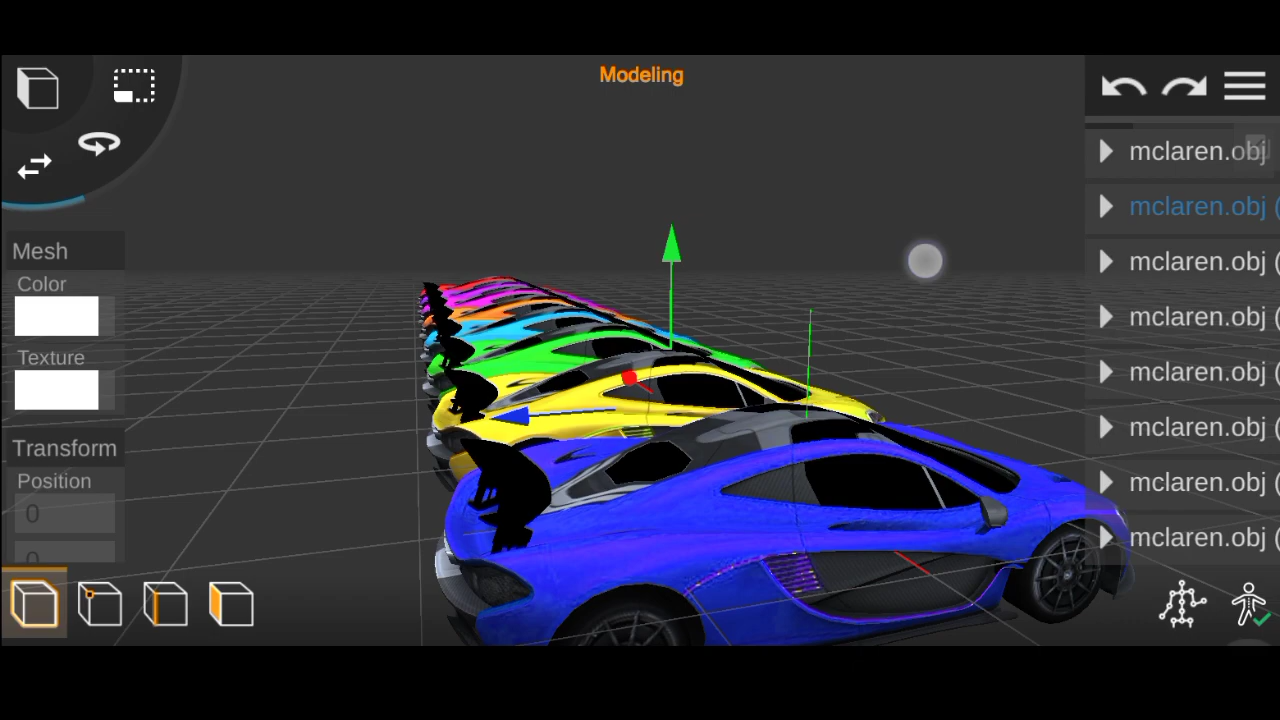 Modeling
mclaren.obj
mclaren.obj (
mclaren.obj (
mclaren.obj (
mclaren.obj (
mclaren.obj (
mclaren.obj (
mclaren.obj (
Mesh
Color
Texture
Transform
Position
0
0